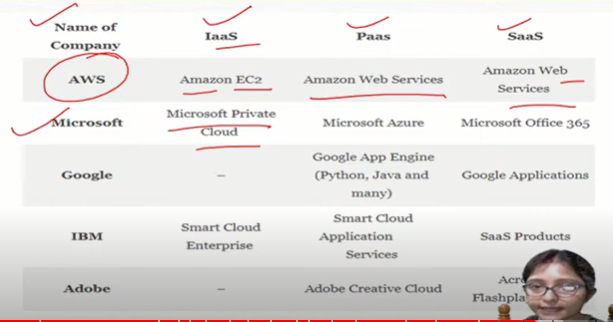 Name of Company IaaS Paas SaaS
AWS Amazon EC2 Amazon Web Services Amazon Web Services
Microsoft Microsoft Private Cloud Microsoft Azure Microsoft Office 365
Google – Google App Engine (Python, Java and many) Google Applications
IBM Smart Cloud Enterprise Smart Cloud Application Services SaaS Products
Adobe – Adobe Creative Cloud